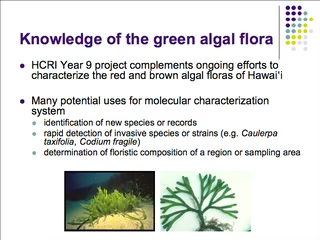 Knowledge of the green algal flora
HCRI Year 9 project complements ongoing efforts to
characterize the red and brown algal floras of Hawai‘i
Many potential uses for molecular characterization
system
identification of new species or records
rapid detection of invasive species or strains (e.g. Caulerpa
taxifolia, Codium fragile)
determination of floristic composition of a region or sampling area